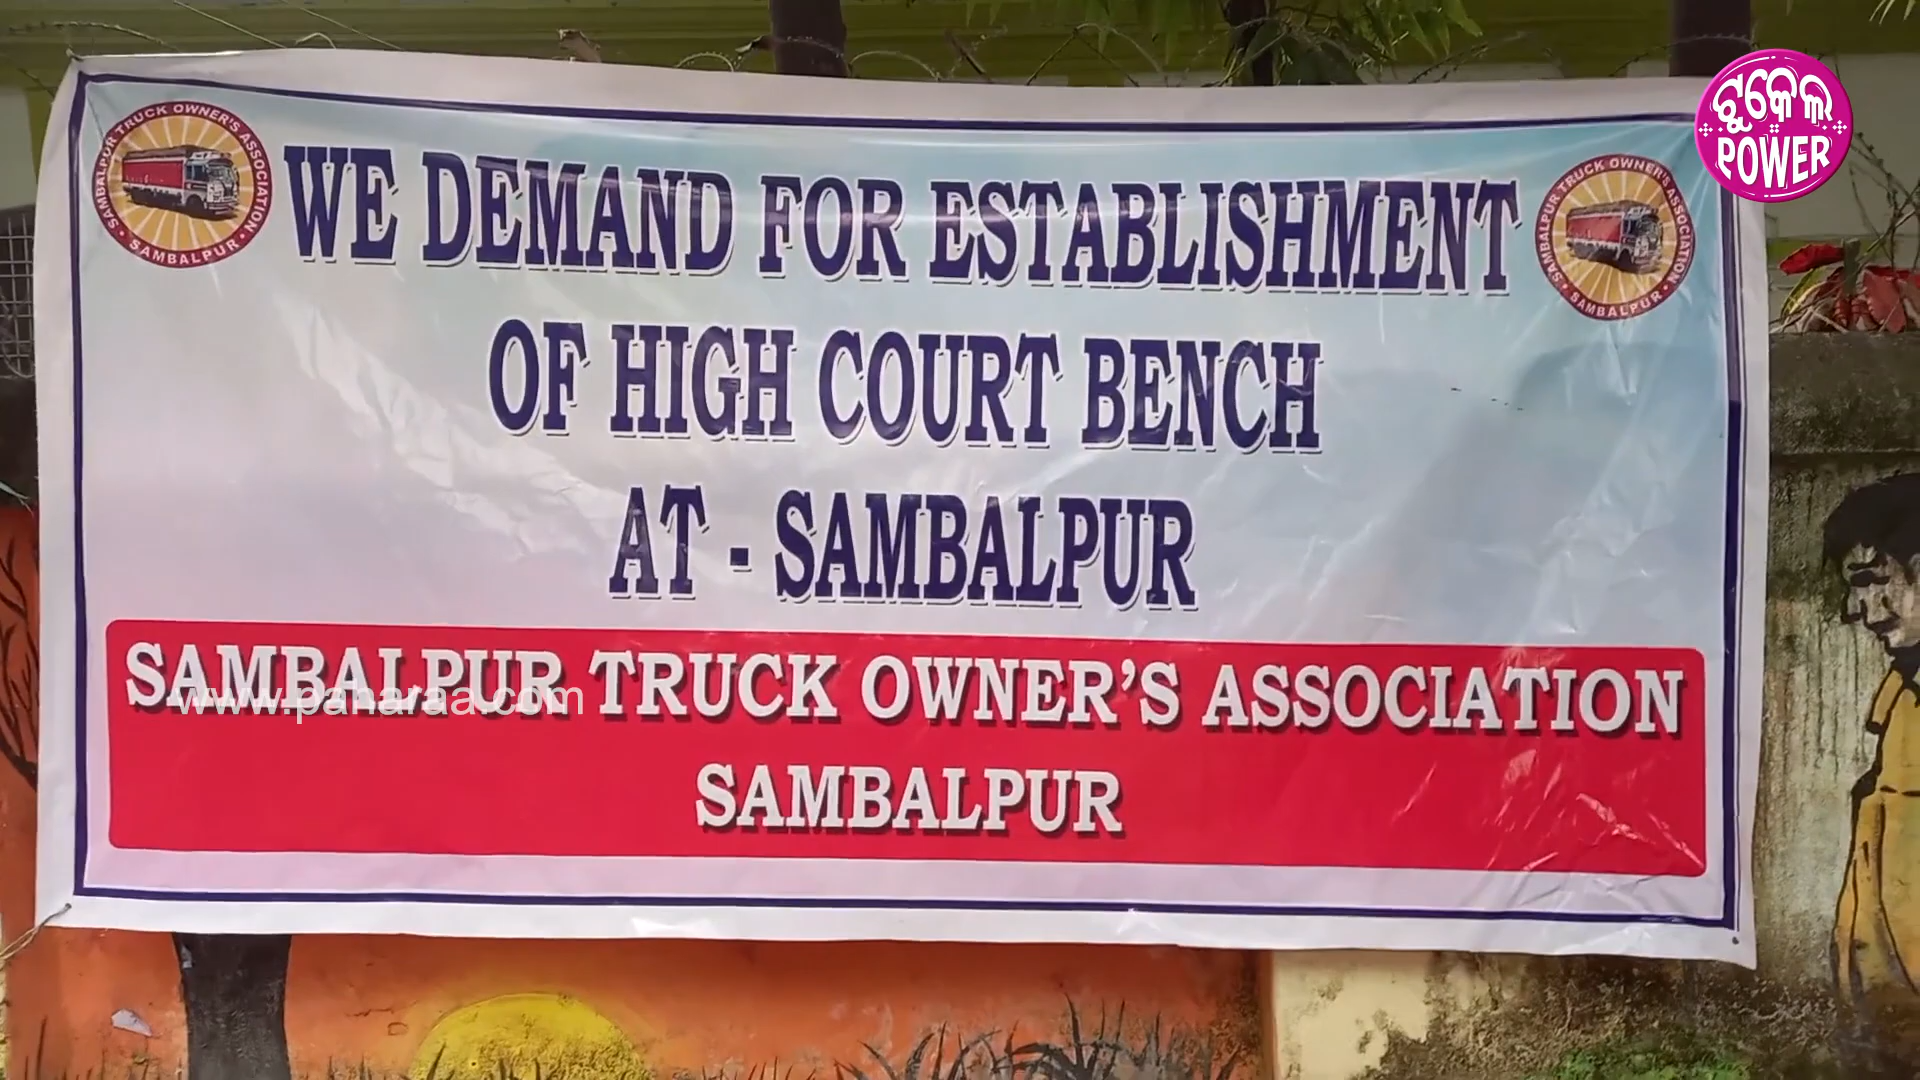 ଟୁକେଲ
POWER
SAMBALPUR TRUCK OWNER'S ASSOCIATION
• SAMBALPUR •
WE DEMAND FOR ESTABLISHMENT
SAMBALPUR TRUCK OWNER'S ASSOCIATION
• SAMBALPUR •
OF HIGH COURT BENCH
AT - SAMBALPUR
SAMBALPUR TRUCK OWNER'S ASSOCIATION
www.paharaa.com
SAMBALPUR